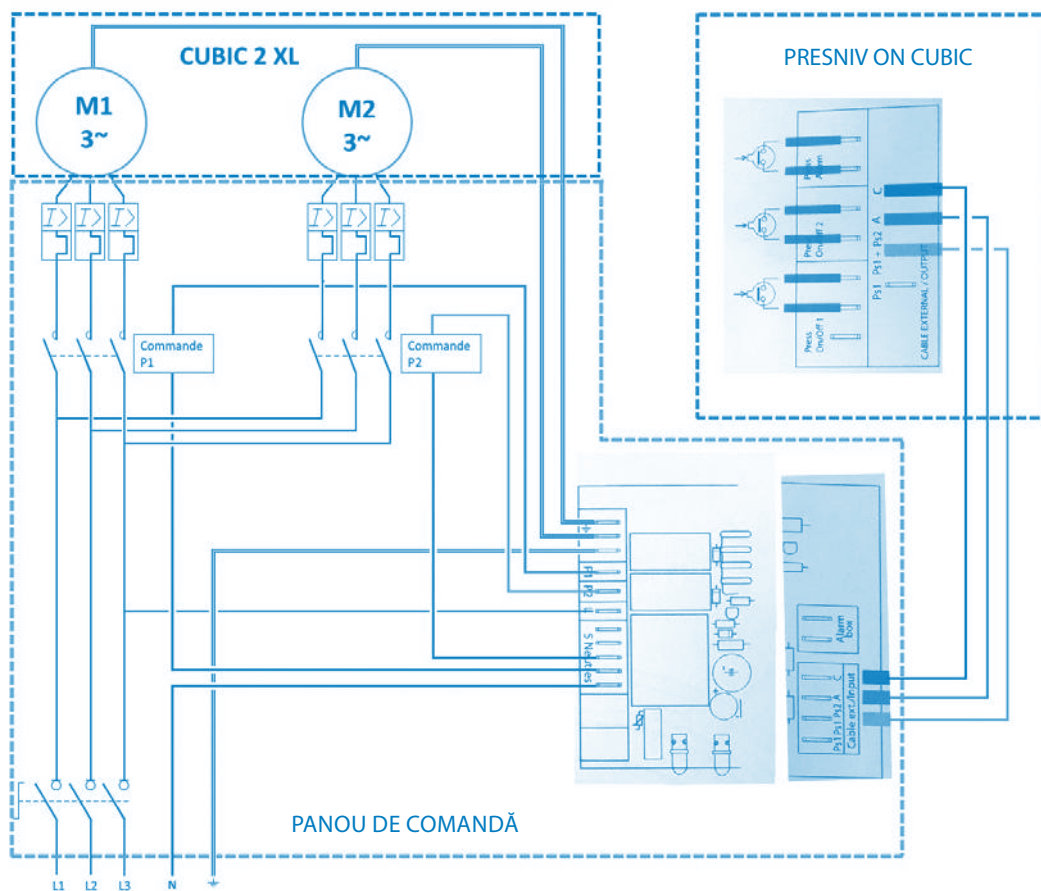 CUBIC 2 XL
M1
3~
M2
3~
PRESNIV ON CUBIC
Press
Alarm
Press
On/Off 2
Press
On/Off 1
C
A
Ps1 + Ps2
Ps1
CABLE EXTERNAL / OUTPUT
I>
I>
I>
I>
I>
I>
Commande
P1
Commande
P2
P1
P2
L
5 Neutres
Alarm
box
C
A
Ps2
Ps1
Ps1
Cable ext./Input
PANOU DE COMANDĂ
L1
L2
L3
N